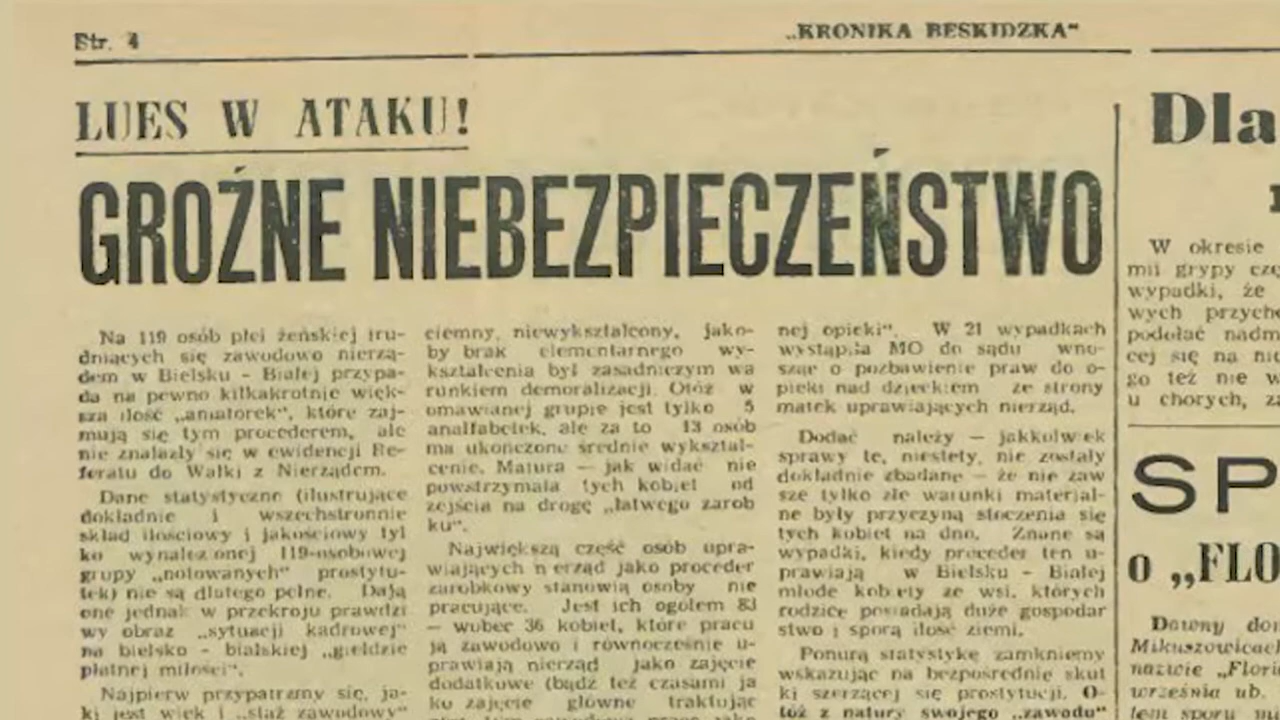 Str. 4
„KRONIKA BESKIDZKA"
LUES W ATAKU!
GROŹNE NIEBEZPIECZEŃSTWO
Na 119 osób płci żeńskiej tru-
dniących się zawodowo nierzą-
dem w Bielsku - Białej przypa-
da na pewno kilkakrotnie więk-
sza ilość „amatorek", które zaj-
mują się tym procederem, ale
nie znalazły się w ewidencji Re-
feratu do Walki z Nierządem.
Dane statystyczne (ilustrujące
dokładnie i wszechstronnie
skład ilościowy i jakościowy tyl
ko wynalezonej 119-osobowej
grupy „notowanych" prostytu-
tek) nie są dlatego pełne. Dają
one jednak w przekroju prawdzi
wy obraz „sytuacji kadrowej"
na bielsko - bialskiej „giełdzie
płatnej miłości".
Najpierw przypatrzmy się, ja-
ki jest wiek i „staż zawodowy"
ciemny, niewykształcony, jako-
by brak elementarnego wy-
kształcenia był zasadniczym wa
runkiem demoralizacji. Otóż w
omawianej grupie jest tylko 5
analfabetek, ale za to 13 osób
ma ukończone średnie wykształ-
cenie. Matura — jak widać nie
powstrzymała tych kobiet od
zejścia na drogę „łatwego zarob
ku".
Największą część osób upra-
wiających n erząd jako proceder
zarobkowy stanowią osoby nie
pracujące. Jest ich ogółem 83
— wobec 36 kobiet, które pracu
ją zawodowo i równocześnie u-
prawiają nierząd jako zajęcie
dodatkowe (bądź też czasami ja
ko zajęcie główne traktując
nej opieki". W 21 wypadkach
wystąpiła MO do sądu wno-
sząc o pozbawienie praw do o-
pieki nad dzieckiem ze strony
matek uprawiających nierząd.
Dodać należy — jakkolwiek
sprawy te, niestety, nie zostały
dokładnie zbadane — że nie zaw
sze tylko złe warunki material-
ne były przyczyną stoczenia się
tych kobiet na dno. Znane są
wypadki, kiedy proceder ten u-
prawiają w Bielsku - Białej
młode kobiety ze wsi, których
rodzice posiadają duże gospodar
stwo i sporą ilość ziemi.
Ponurą statystykę zamkniemy
wskazując na bezpośrednie skut
ki szerzącej się prostytucji. O-
tóż z natury swojego „zawodu"
Dla
W okresie
mii grypy czę
wypadki, że
wych przych
podołać nadm
cej się na nie
go też nie w
u chorych, za
SP
o „FLO
Dawny do
Mikuszowicach
nazwie „Flori
września ub.
tem sporu mi